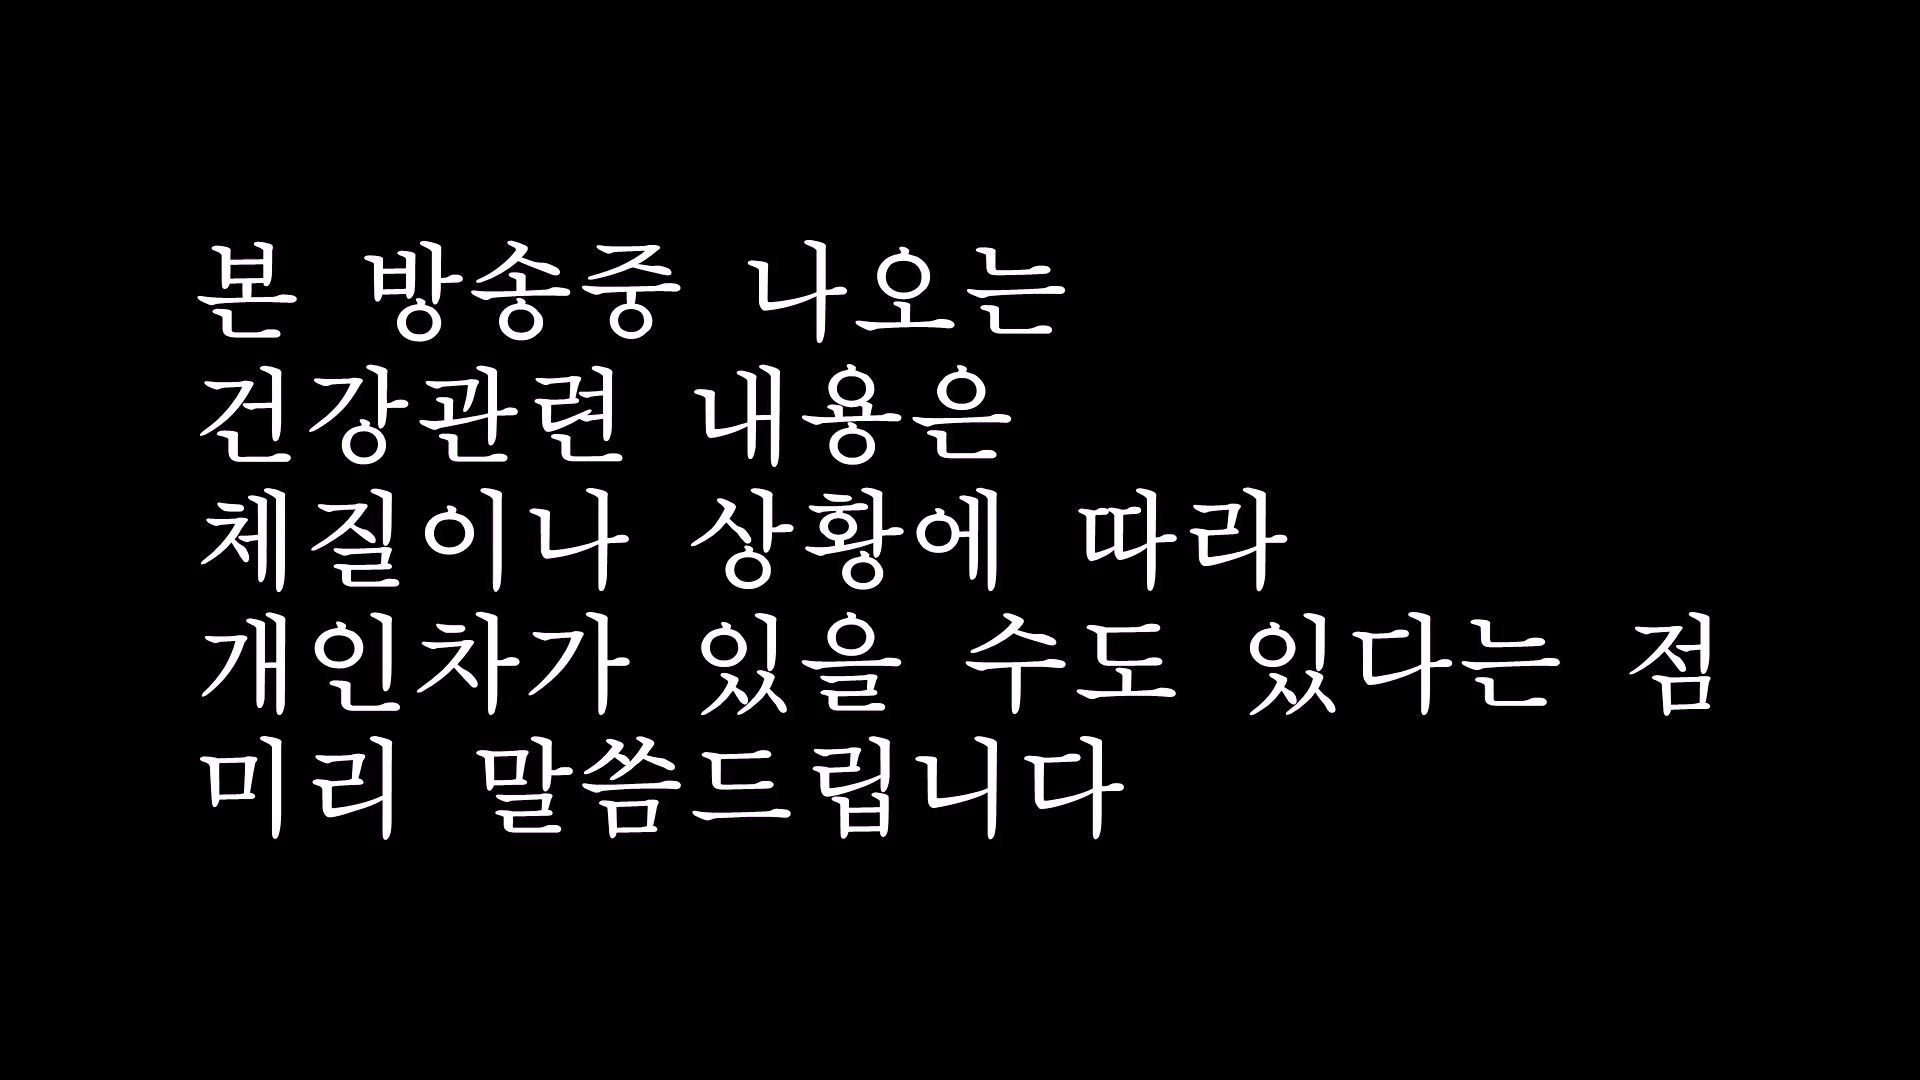 본 방송중 나오는
건강관련 내용은
체질이나 상황에 따라
개인차가 있을 수도 있다는 점
미리 말씀드립니다